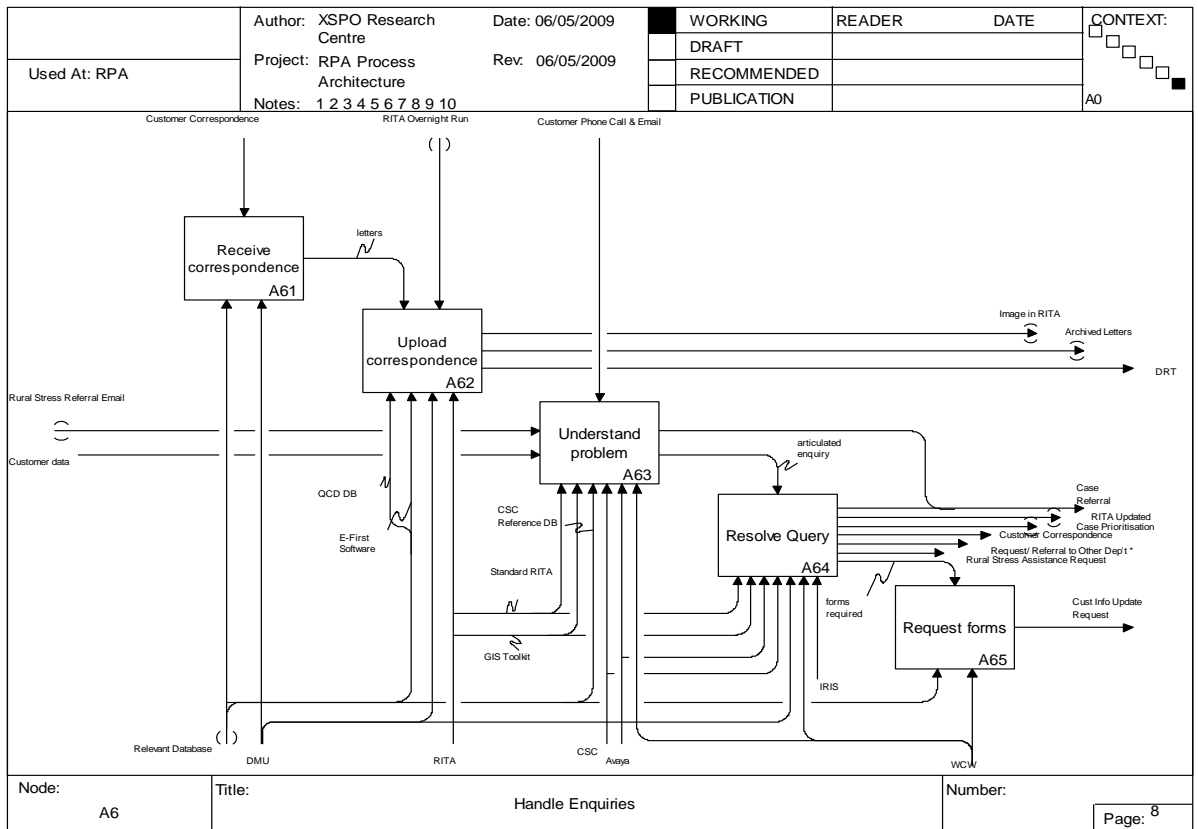 Used At: RPA
Author: XSPO Research
Centre
Date: 06/05/2009
Project: RPA Process
Architecture
Rev: 06/05/2009
Notes: 1 2 3 4 5 6 7 8 9 10
WORKING
DRAFT
RECOMMENDED
PUBLICATION
READER DATE
CONTEXT:
A0
Customer Correspondence
RITA Overnight Run
Customer Phone Call & Email
Receive
correspondence
A61
letters
Upload
correspondence
A62
Image in RITA
Archived Letters
DRT
Rural Stress Referral Email
Customer data
Understand
problem
A63
articulated
enquiry
QCD DB
E-First
Software
CSC
Reference DB
Standard RITA
GIS Toolkit
Resolve Query
A64
Case
Referral
RITA Updated
Case Prioritisation
Customer Correspondence
Request/ Referral to Other Dep't *
Rural Stress Assistance Request
forms
required
Request forms
A65
Cust Info Update
Request
IRIS
Relevant Database
DMU
RITA
CSC
Avaya
WCW
Node:
A6
Title:
Handle Enquiries
Number:
Page: 8